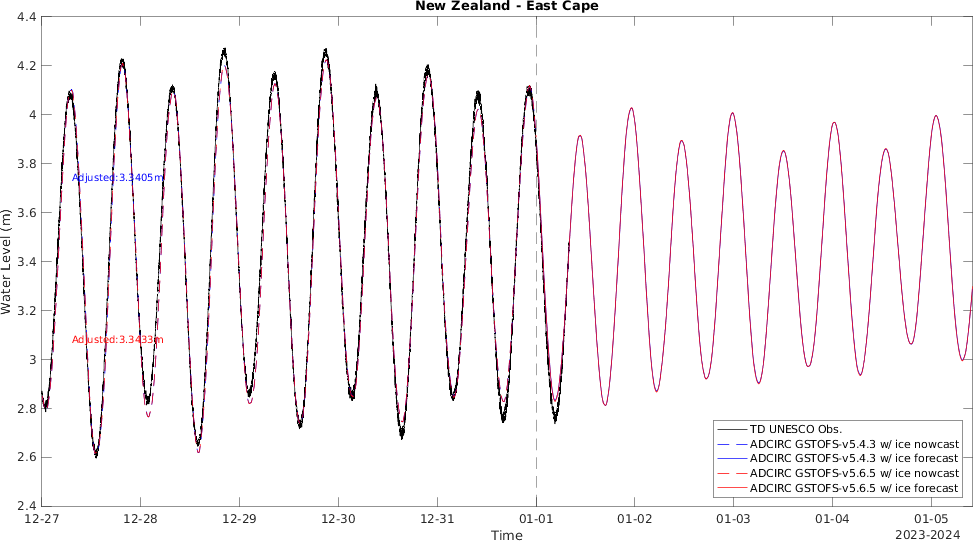 New Zealand - East Cape
4.4
4.2
4
3.8
3.6
3.4
3.2
3
2.8
2.6
2.4
Water Level (m)
Adjusted:3.3405m
Adjusted:3.3433m
TD UNESCO Obs.
ADCIRC GSTOFS-v5.4.3 w/ ice nowcast
ADCIRC GSTOFS-v5.4.3 w/ ice forecast
ADCIRC GSTOFS-v5.6.5 w/ ice nowcast
ADCIRC GSTOFS-v5.6.5 w/ ice forecast
12-27 12-28 12-29 12-30 12-31 01-01 01-02 01-03 01-04 01-05
Time
2023-2024